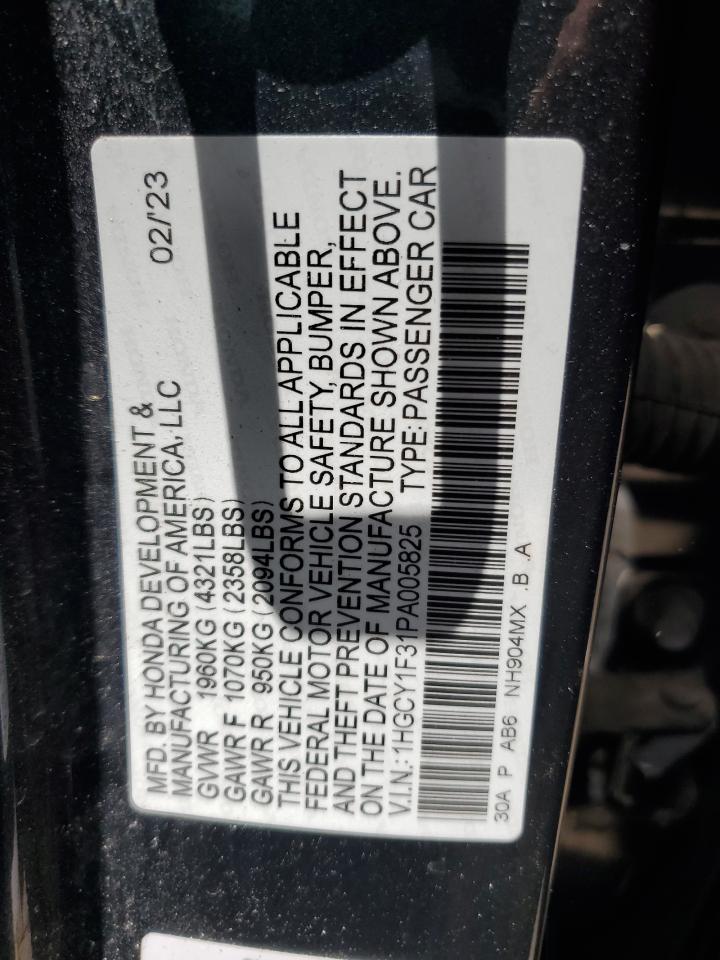 MFD. BY HONDA DEVELOPMENT &
MANUFACTURING OF AMERICA, LLC 02/'23
GVWR 1960KG (4321LBS)
GAWR F 1070KG (2358LBS)
GAWR R 950KG (2094LBS)
THIS VEHICLE CONFORMS TO ALL APPLICABLE
FEDERAL MOTOR VEHICLE SAFETY, BUMPER,
AND THEFT PREVENTION STANDARDS IN EFFECT
ON THE DATE OF MANUFACTURE SHOWN ABOVE.
V.I.N.: 1HGCY1F31PA005825 TYPE: PASSENGER CAR
30A P AB6 NH904MX .B .A